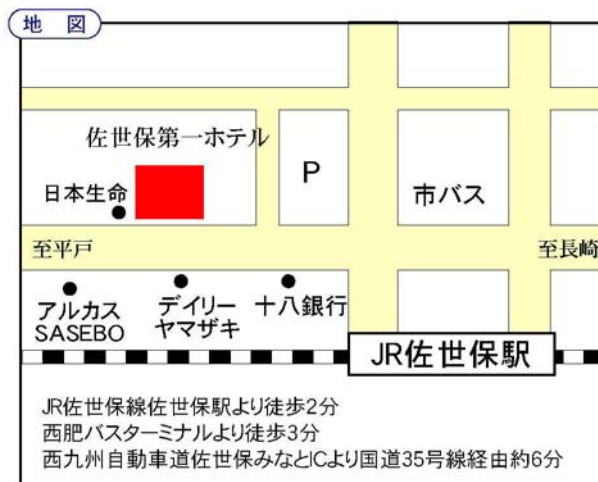 地 図
佐世保第一ホテル
P
日本生命
市バス
至平戸
至長崎
アルカス
SASEBO
デイリー
ヤマザキ
十八銀行
JR佐世保駅
JR佐世保線佐世保駅より徒歩2分
西肥バスターミナルより徒歩3分
西九州自動車道佐世保みなとICより国道35号線経由約6分